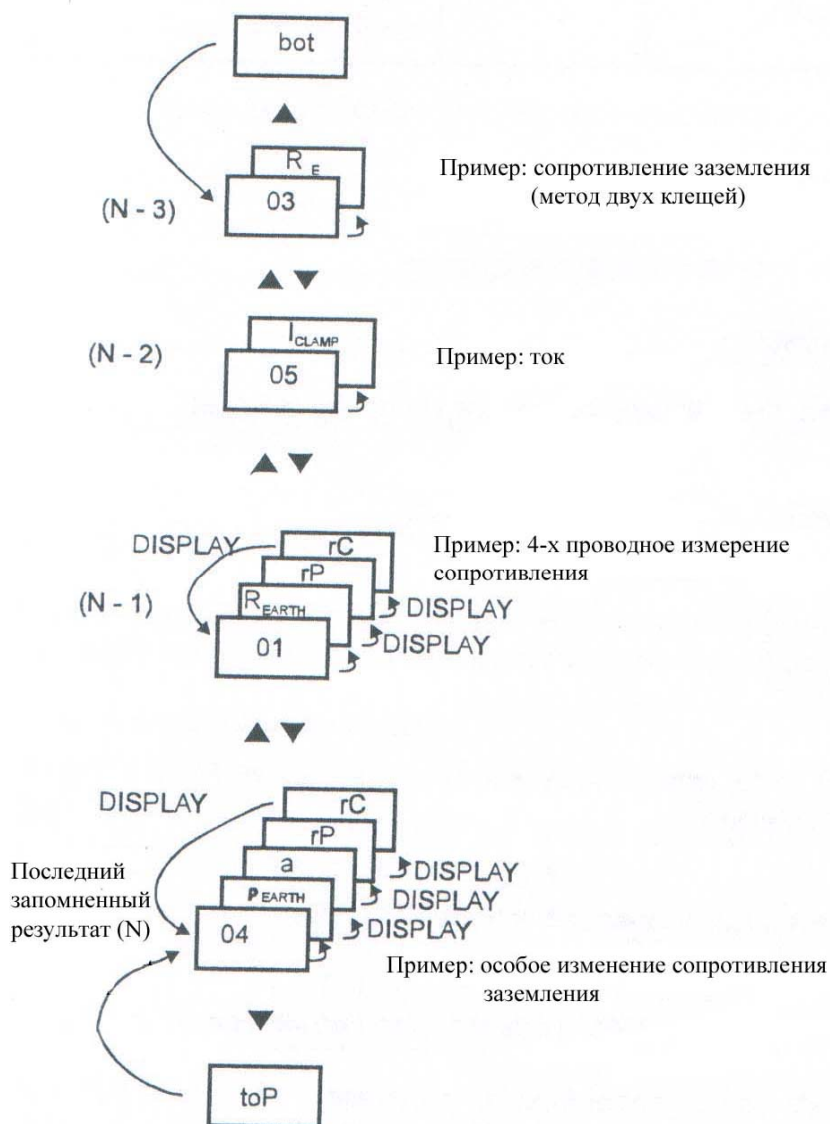 bot
R E
03
(N - 3)
Пример: сопротивление заземления
(метод двух клещей)
I CLAMP
05
(N - 2)
Пример: ток
DISPLAY
rC
rP
R EARTH
01
(N - 1)
DISPLAY
DISPLAY
Пример: 4-х проводное измерение
сопротивления
DISPLAY
rC
rP
a
ρ EARTH
04
DISPLAY
DISPLAY
DISPLAY
Последний
запомненный
результат (N)
Пример: особое изменение сопротивления
заземления
toP